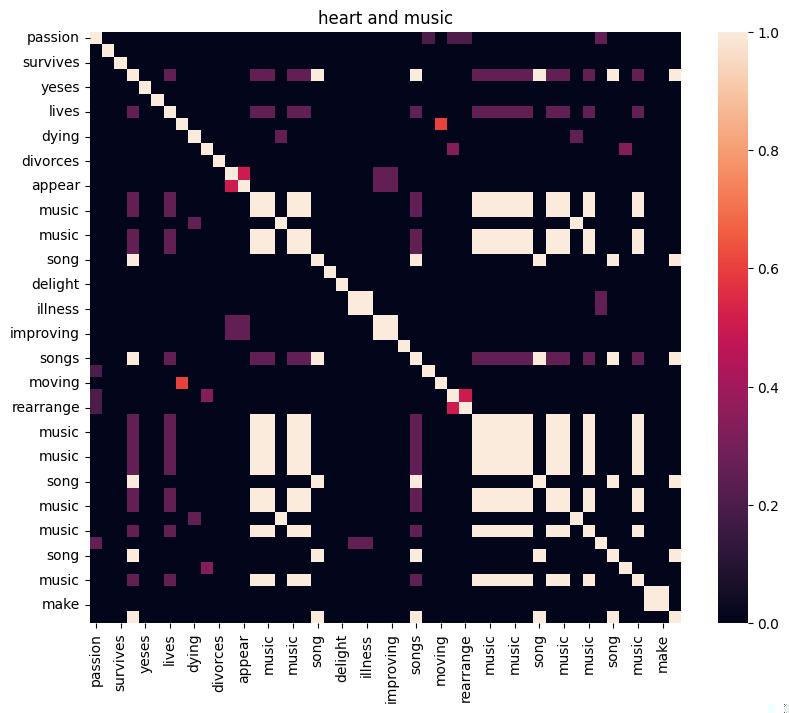 heart and music
passion
survives
yeses
lives
dying
divorces
appear
music
music
song
delight
illness
improving
songs
moving
rearrange
music
music
song
music
music
song
music
make
1.0
0.8
0.6
0.4
0.2
0.0
passion
survives
yeses
lives
dying
divorces
appear
music
music
song
delight
illness
improving
songs
moving
rearrange
music
music
song
music
music
song
music
make